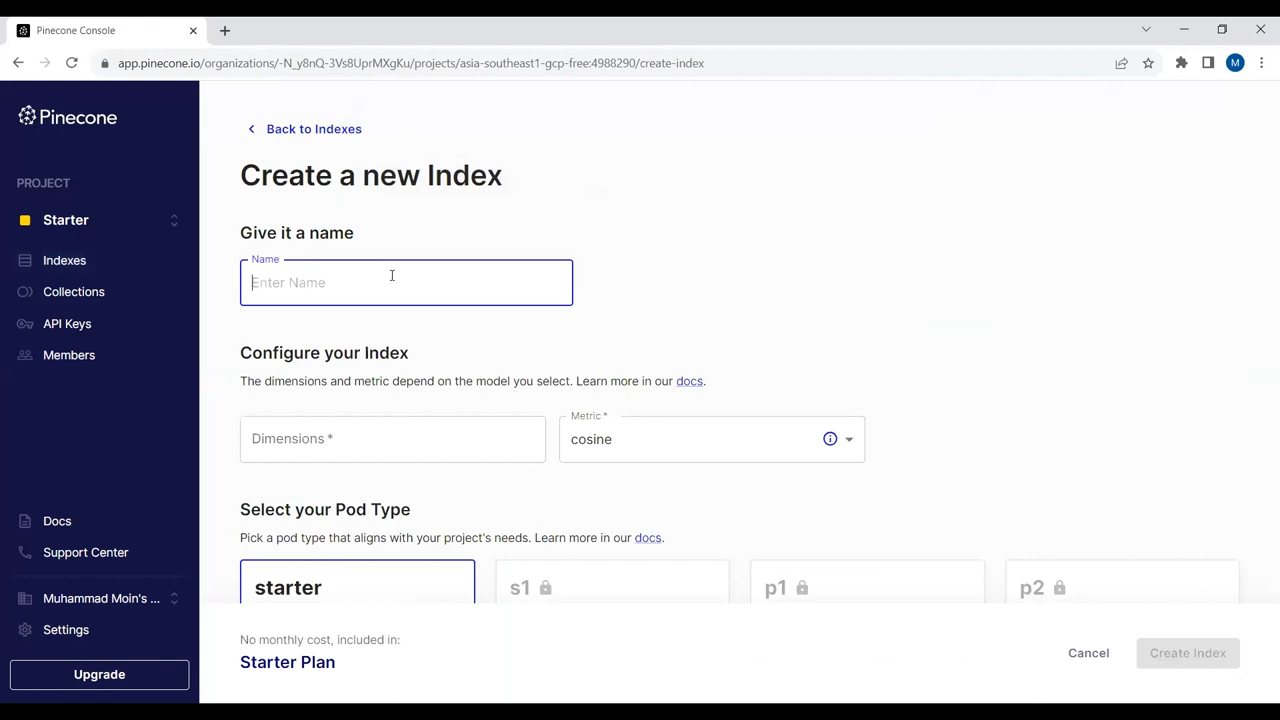 Pinecone Console
app.pinecone.io/organizations/-N_y8nQ-3Vs8UprMXgKu/projects/asia-southeast1-gcp-free:4988290/create-index
M
Pinecone
PROJECT
Starter
Indexes
Collections
API Keys
Members
Docs
Support Center
Muhammad Moin's ...
Settings
Upgrade
Back to Indexes
Create a new Index
Give it a name
Name
Enter Name
Configure your Index
The dimensions and metric depend on the model you select. Learn more in our docs.
Dimensions *
Metric *
cosine
Select your Pod Type
Pick a pod type that aligns with your project's needs. Learn more in our docs.
starter
s1
p1
p2
No monthly cost, included in:
Starter Plan
Cancel
Create Index